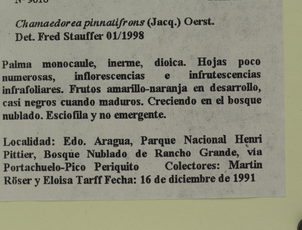 Nº 9016
Chamaedorea pinnatifrons (Jacq.) Oerst.
Det. Fred Stauffer 01/1998
Palma monocaule, inerme, dioica. Hojas poco
numerosas, inflorescencias e infrutescencias
infrafoliares. Frutos amarillo-naranja en desarrollo,
casi negros cuando maduros. Creciendo en el bosque
nublado. Esciofila y no emergente.
Localidad: Edo. Aragua, Parque Nacional Henri
Pittier, Bosque Nublado de Rancho Grande, via
Portachuelo-Pico Periquito Colectores: Martin
Röser y Eloisa Tarff Fecha: 16 de diciembre de 1991